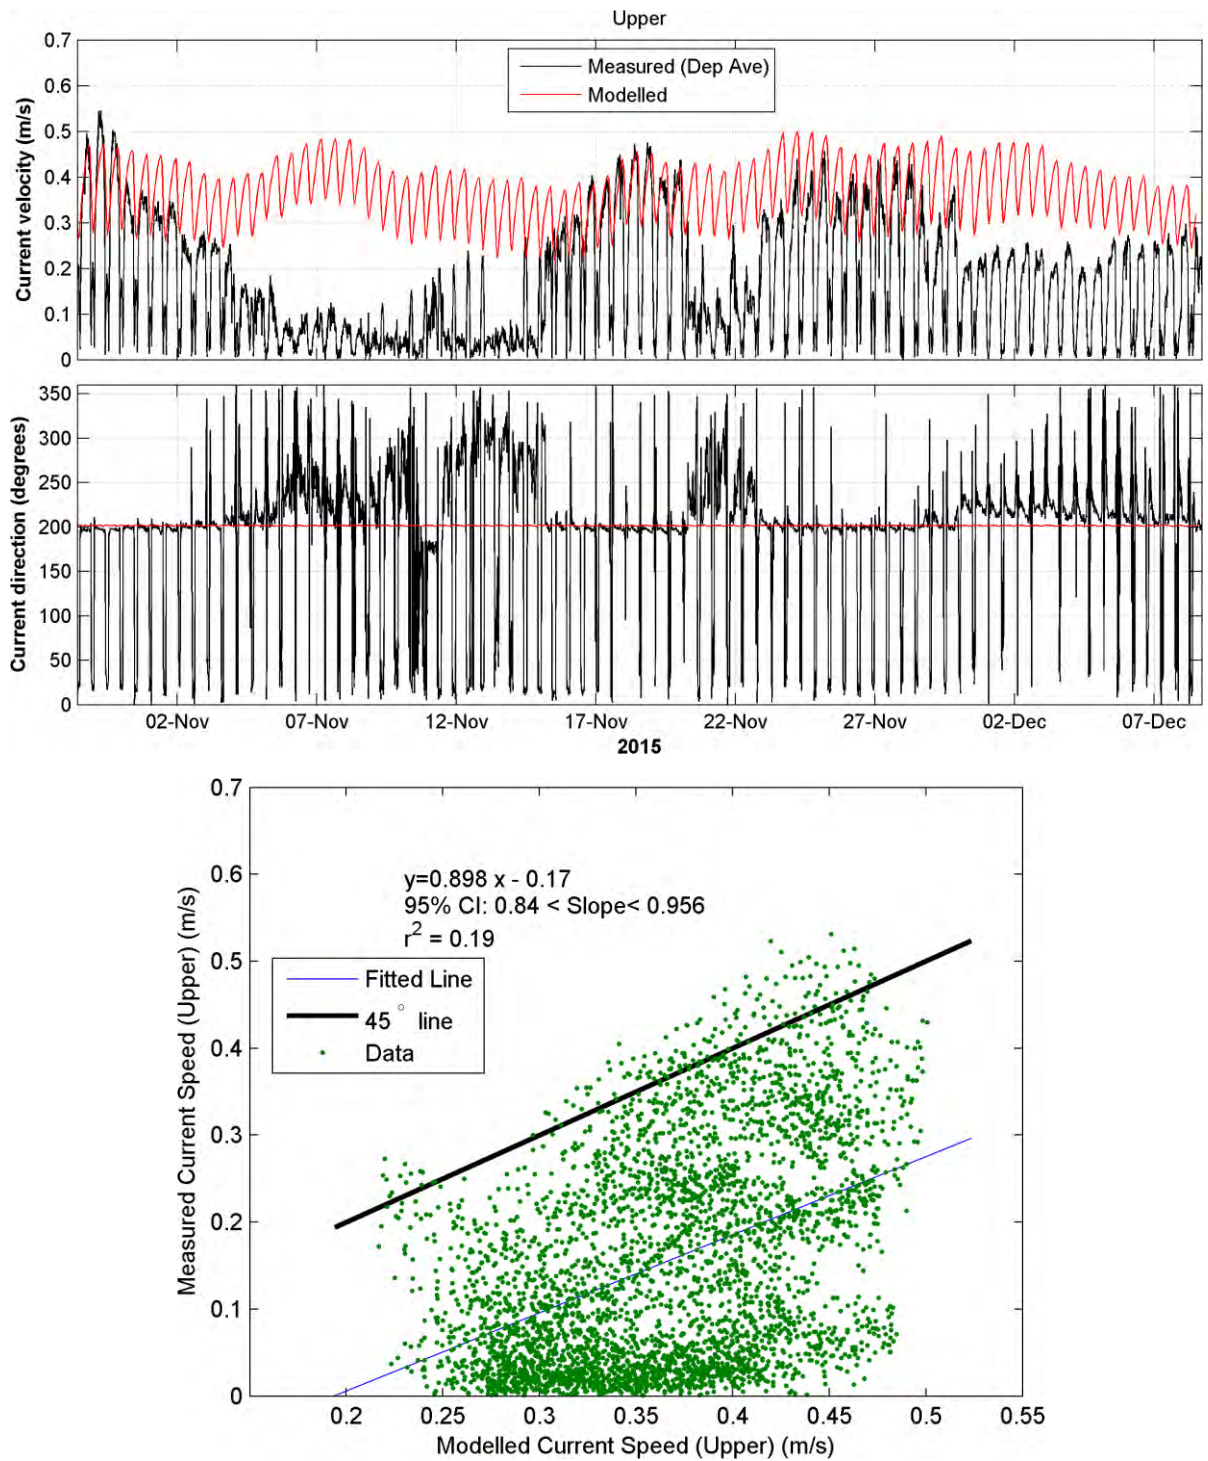 Upper
0.7
0.6
0.5
0.4
0.3
0.2
0.1
0
Current velocity (m/s)
Measured (Dep Ave)
Modelled
350
300
250
200
150
100
50
0
Current direction (degrees)
02-Nov 07-Nov 12-Nov 17-Nov 22-Nov 27-Nov 02-Dec 07-Dec
2015
0.7
0.6
0.5
0.4
0.3
0.2
0.1
0
Measured Current Speed (Upper) (m/s)
y=0.898 x - 0.17
95% CI: 0.84 < Slope< 0.956
r² = 0.19
Fitted Line
45° line
Data
0.2 0.25 0.3 0.35 0.4 0.45 0.5 0.55
Modelled Current Speed (Upper) (m/s)